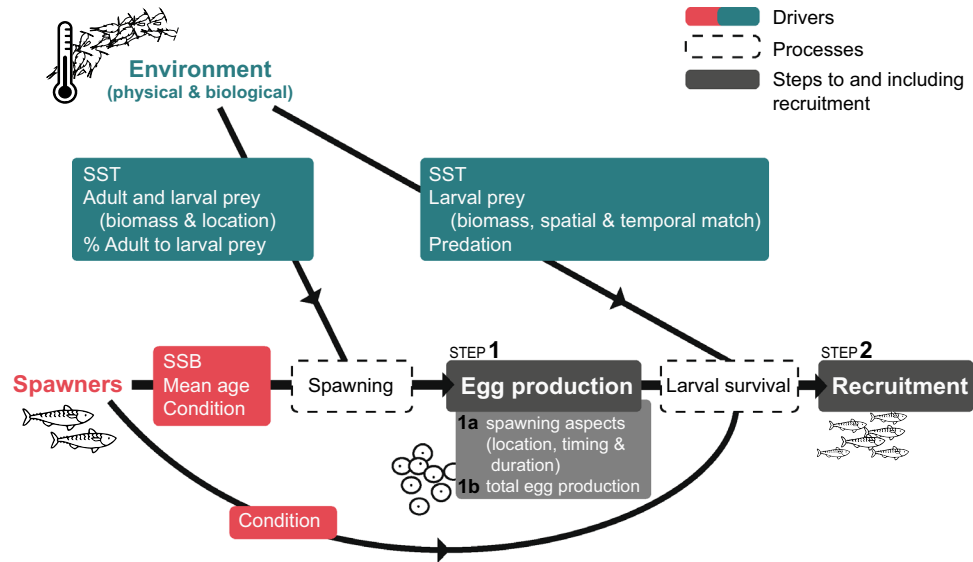 Drivers
Processes
Steps to and including
recruitment
Environment
(physical & biological)
SST
Adult and larval prey
(biomass & location)
% Adult to larval prey
SST
Larval prey
(biomass, spatial & temporal match)
Predation
Spawners
SSB
Mean age
Condition
Spawning
STEP 1
Egg production
1a spawning aspects
(location, timing &
duration)
1b total egg production
Larval survival
STEP 2
Recruitment
Condition